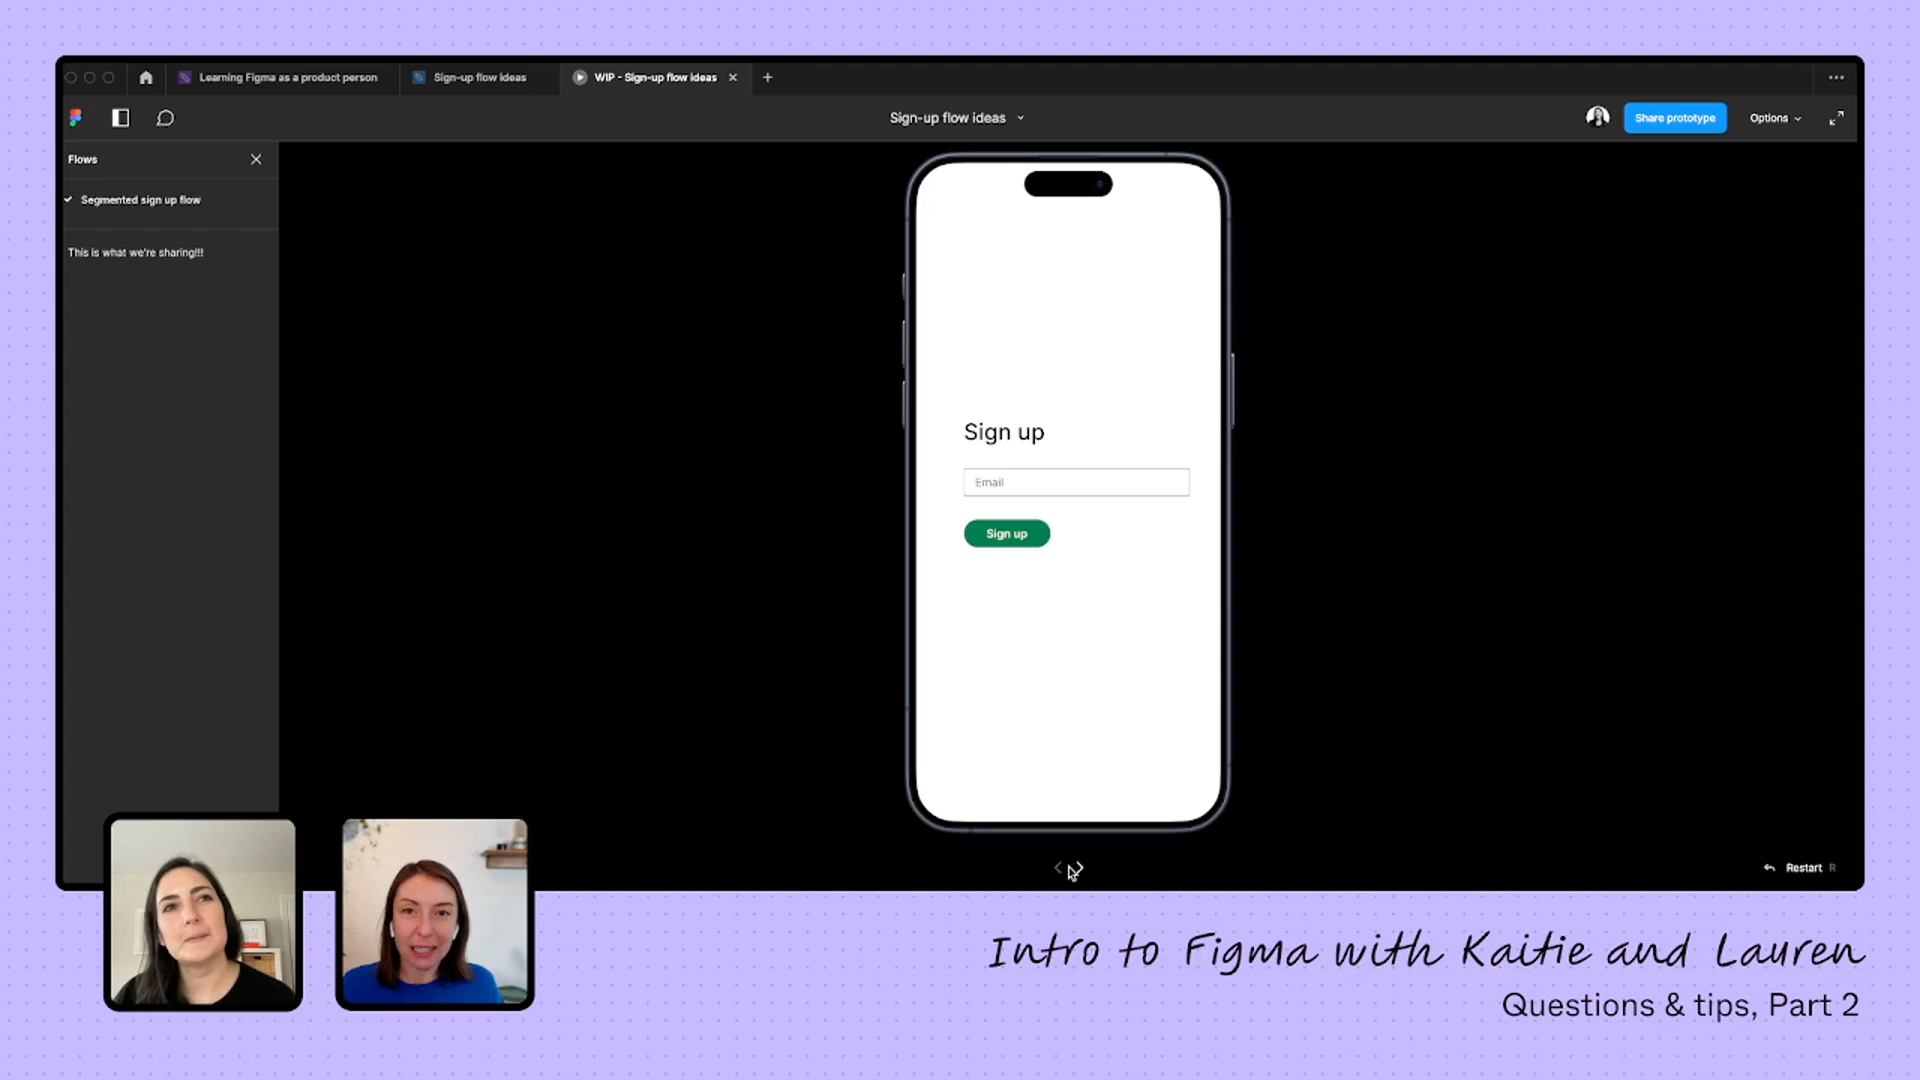 Learning Figma as a product person
Sign-up flow ideas
WIP - Sign-up flow ideas
Sign-up flow ideas
Share prototype
Options
Flows
Segmented sign up flow
This is what we're sharing!!!
Sign up
Email
Sign up
Restart R
Intro to Figma with Kaitie and Lauren
Questions & tips, Part 2